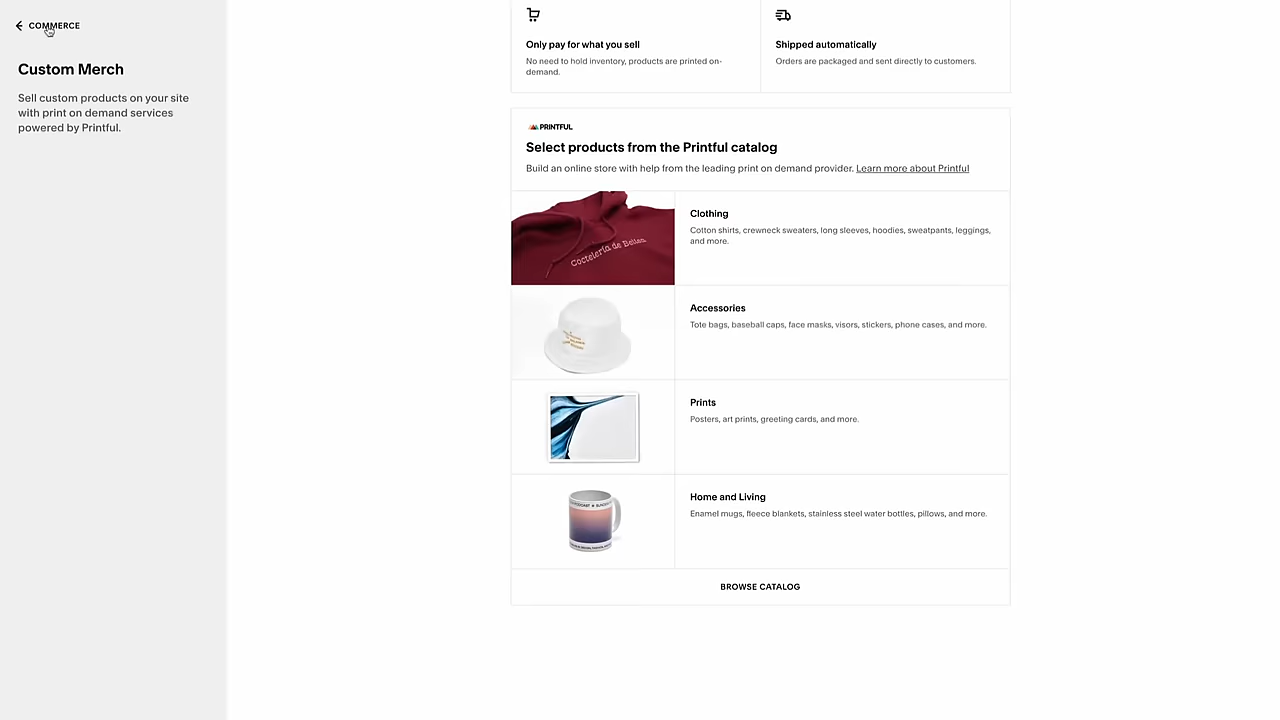 COMMERCE
Custom Merch
Sell custom products on your site
with print on demand services
powered by Printful.
Only pay for what you sell
No need to hold inventory, products are printed on-
demand.
Shipped automatically
Orders are packaged and sent directly to customers.
PRINTFUL
Select products from the Printful catalog
Build an online store with help from the leading print on demand provider. Learn more about Printful
Coctelería de Bellas
Clothing
Cotton shirts, crewneck sweaters, long sleeves, hoodies, sweatpants, leggings,
and more.
Accessories
Tote bags, baseball caps, face masks, visors, stickers, phone cases, and more.
Prints
Posters, art prints, greeting cards, and more.
Home and Living
Enamel mugs, fleece blankets, stainless steel water bottles, pillows, and more.
BROWSE CATALOG